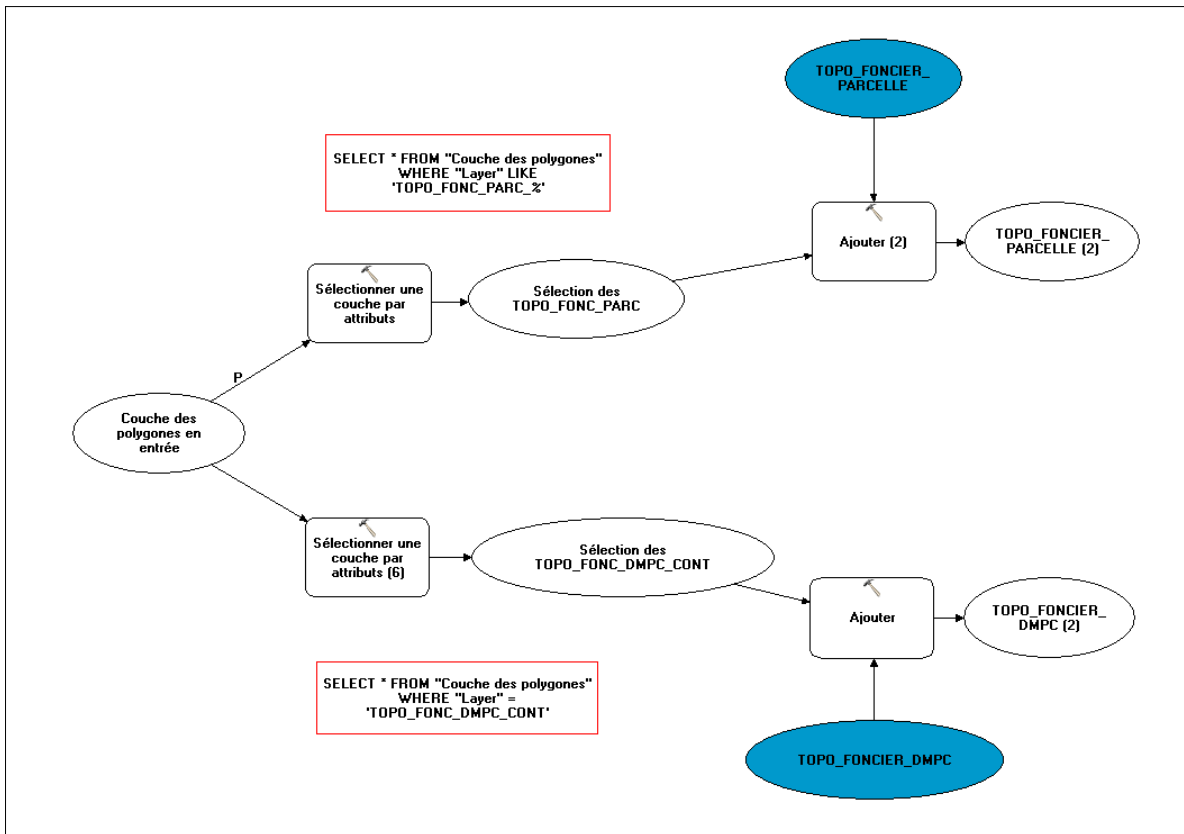 TOPO_FONCIER_
PARCELLE
SELECT * FROM "Couche des polygones"
WHERE "Layer" LIKE
'TOPO_FONC_PARC_%'
Ajouter (2)
TOPO_FONCIER_
PARCELLE (2)
Sélectionner une
couche par
attributs
Sélection des
TOPO_FONC_PARC
P
Couche des
polygones en
entrée
Sélectionner une
couche par
attributs (6)
Sélection des
TOPO_FONC_DMPC_CONT
Ajouter
TOPO_FONCIER_
DMPC (2)
SELECT * FROM "Couche des polygones"
WHERE "Layer" =
'TOPO_FONC_DMPC_CONT'
TOPO_FONCIER_DMPC